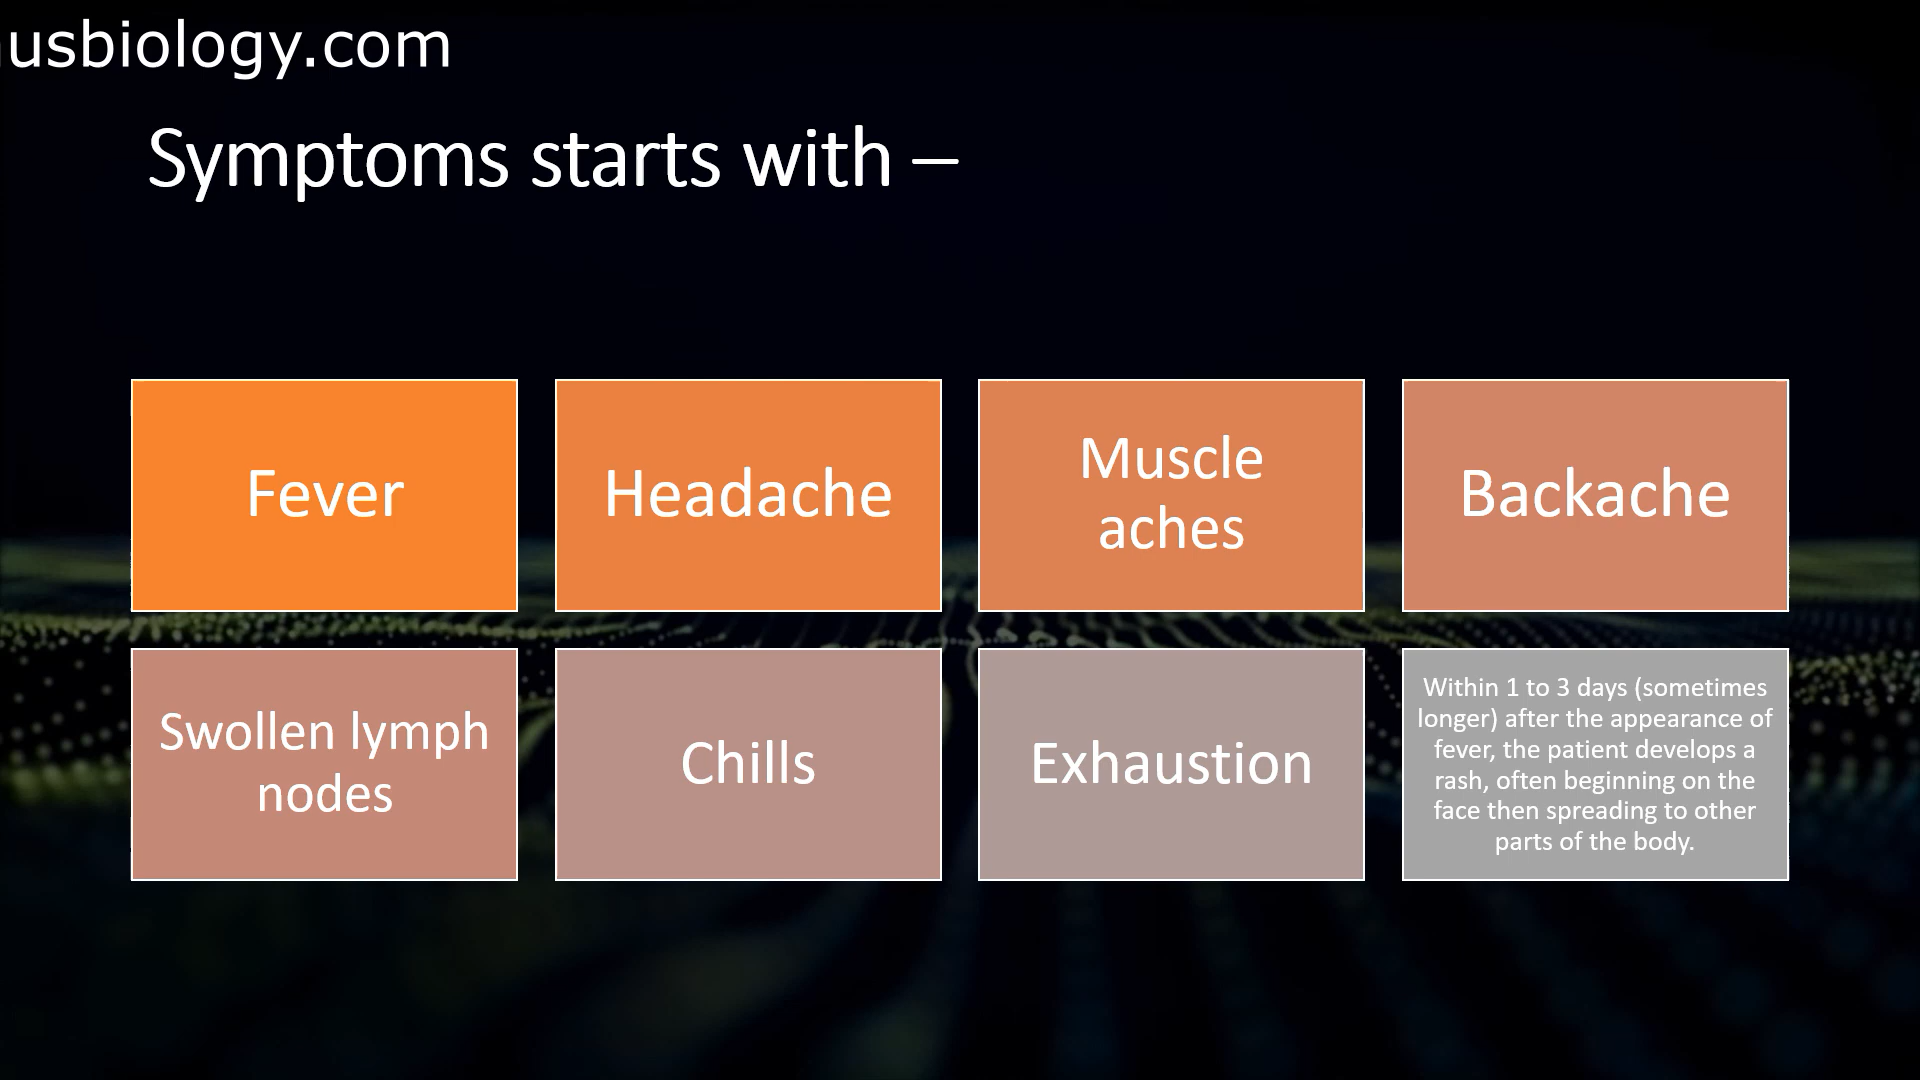 usbiology.com
Symptoms starts with –
Fever
Headache
Muscle
aches
Backache
Swollen lymph
nodes
Chills
Exhaustion
Within 1 to 3 days (sometimes
longer) after the appearance of
fever, the patient develops a
rash, often beginning on the
face then spreading to other
parts of the body.